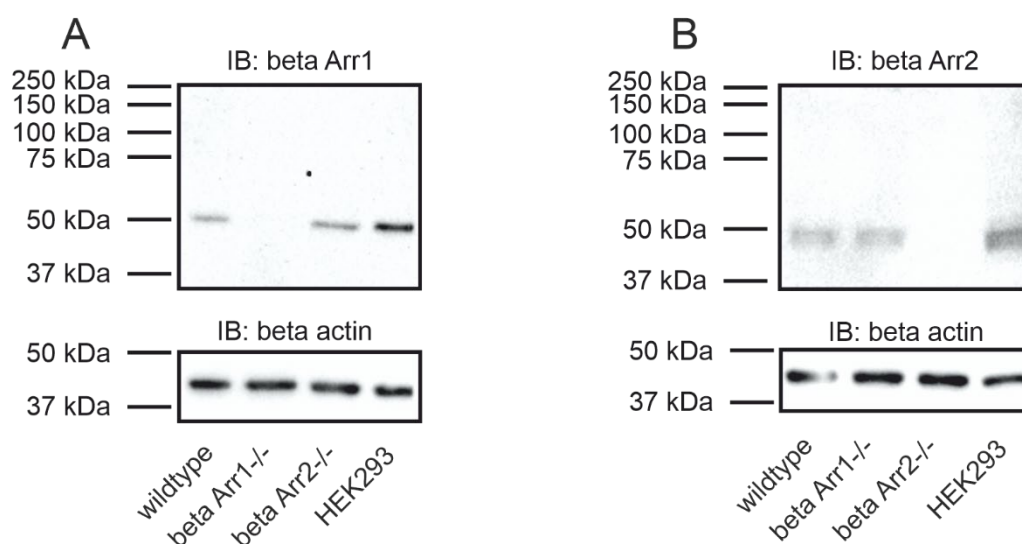 A
IB: beta Arr1
250 kDa
150 kDa
100 kDa
75 kDa
50 kDa
37 kDa
IB: beta actin
50 kDa
37 kDa
wildtype
beta Arr1-/-
beta Arr2-/-
HEK293
B
IB: beta Arr2
250 kDa
150 kDa
100 kDa
75 kDa
50 kDa
37 kDa
IB: beta actin
50 kDa
37 kDa
wildtype
beta Arr1-/-
beta Arr2-/-
HEK293